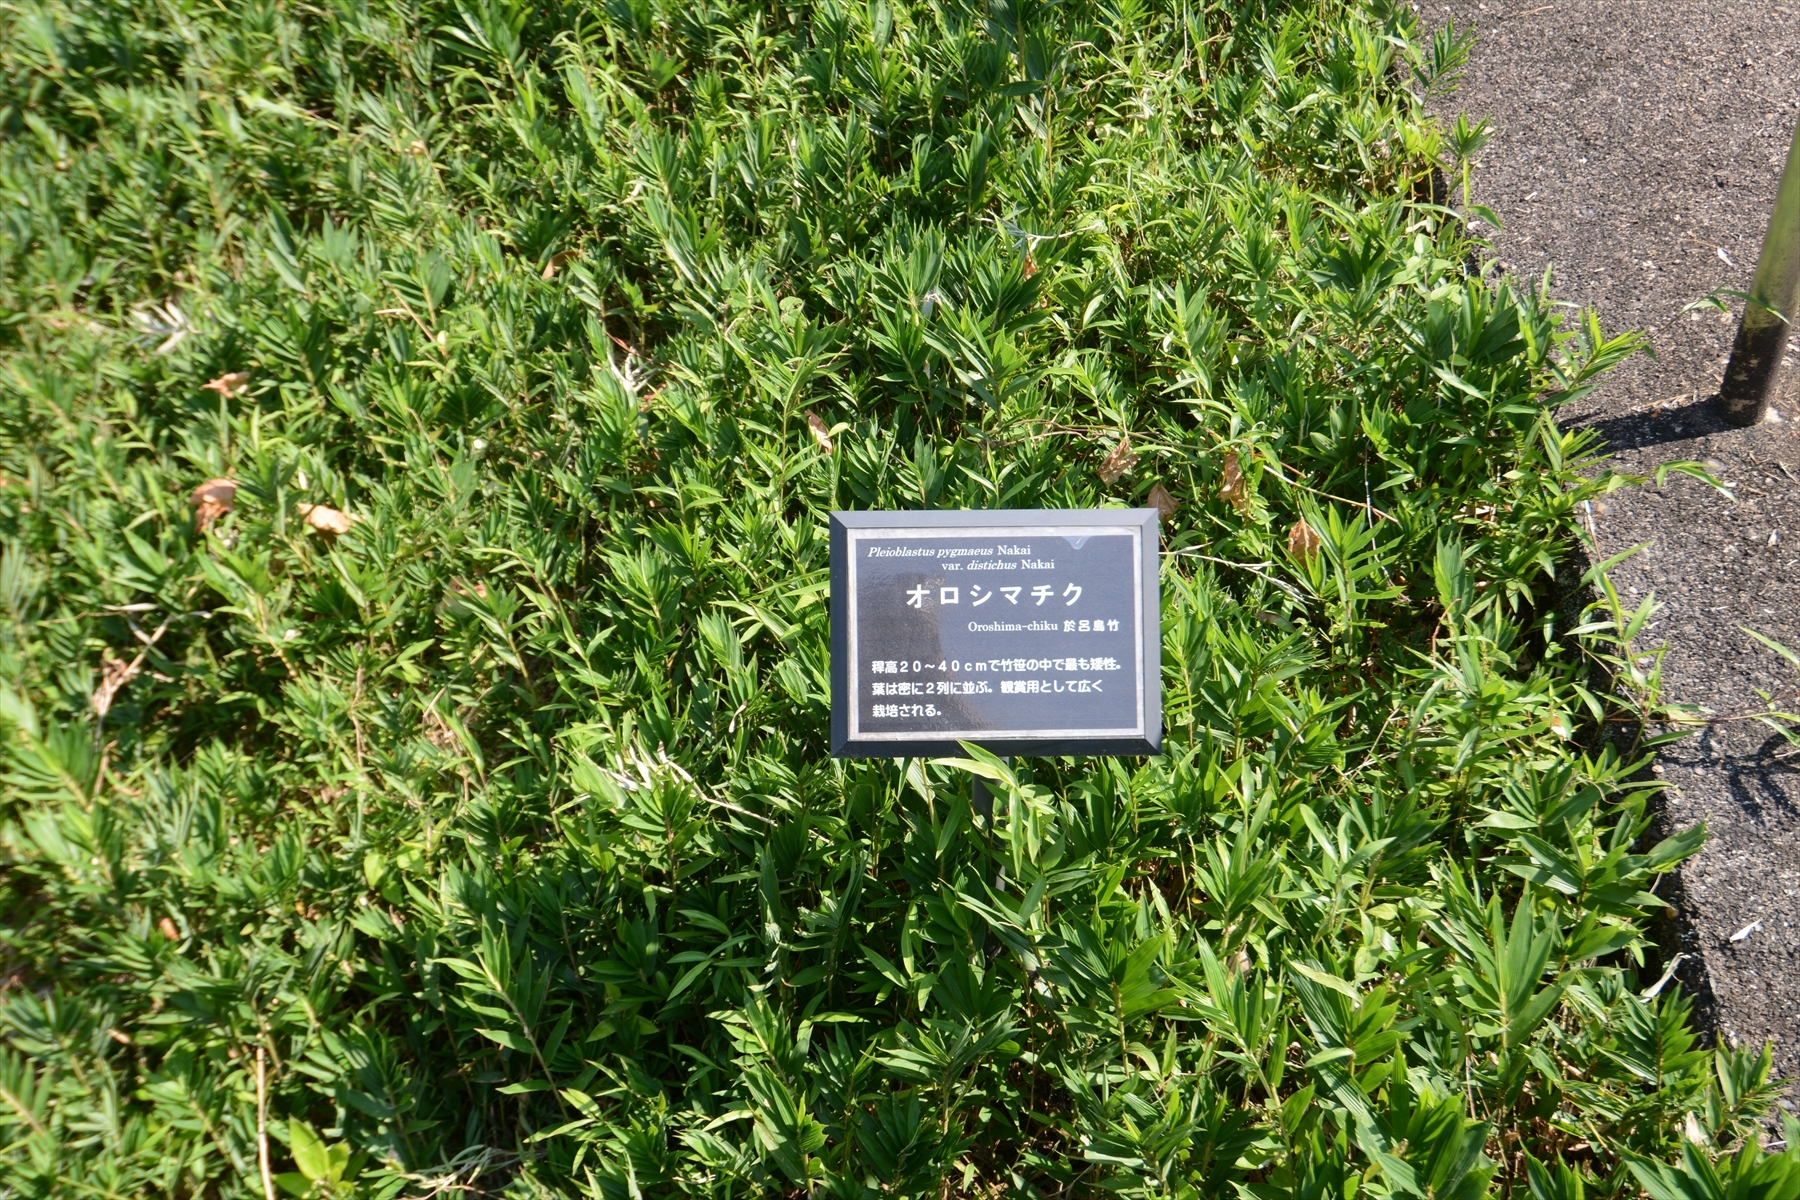 Pleioblastus pygmaeus Nakai
var. distichus Nakai
オロシマチク
Oroshima-chiku 於呂島竹
稈高20～40cmで竹笹の中で最も矮性。
葉は密に2列に並ぶ。観賞用として広く
栽培される。